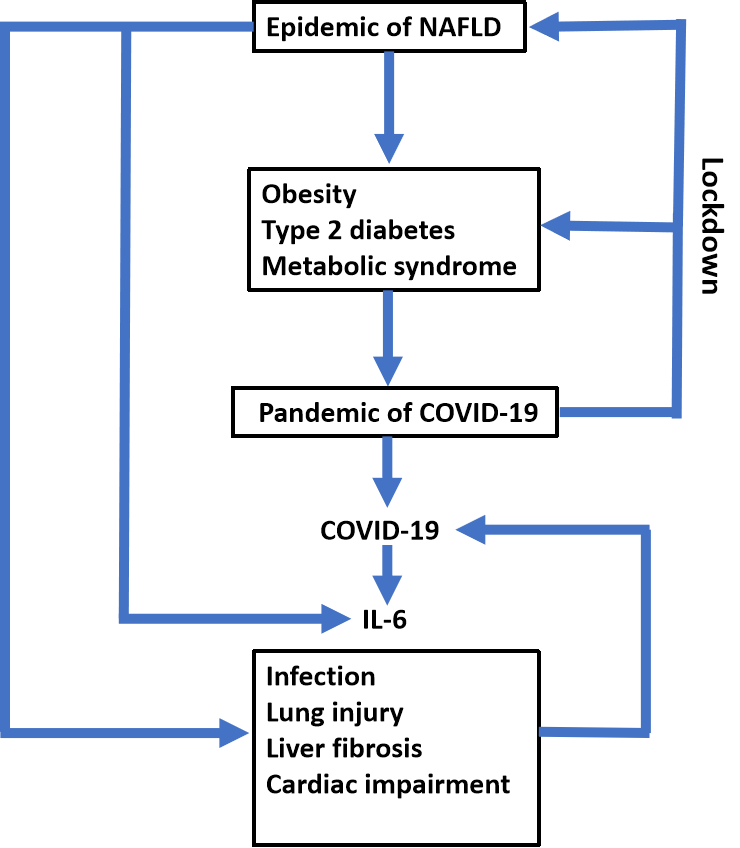 Epidemic of NAFLD
Obesity
Type 2 diabetes
Metabolic syndrome
Lockdown
Pandemic of COVID-19
COVID-19
IL-6
Infection
Lung injury
Liver fibrosis
Cardiac impairment